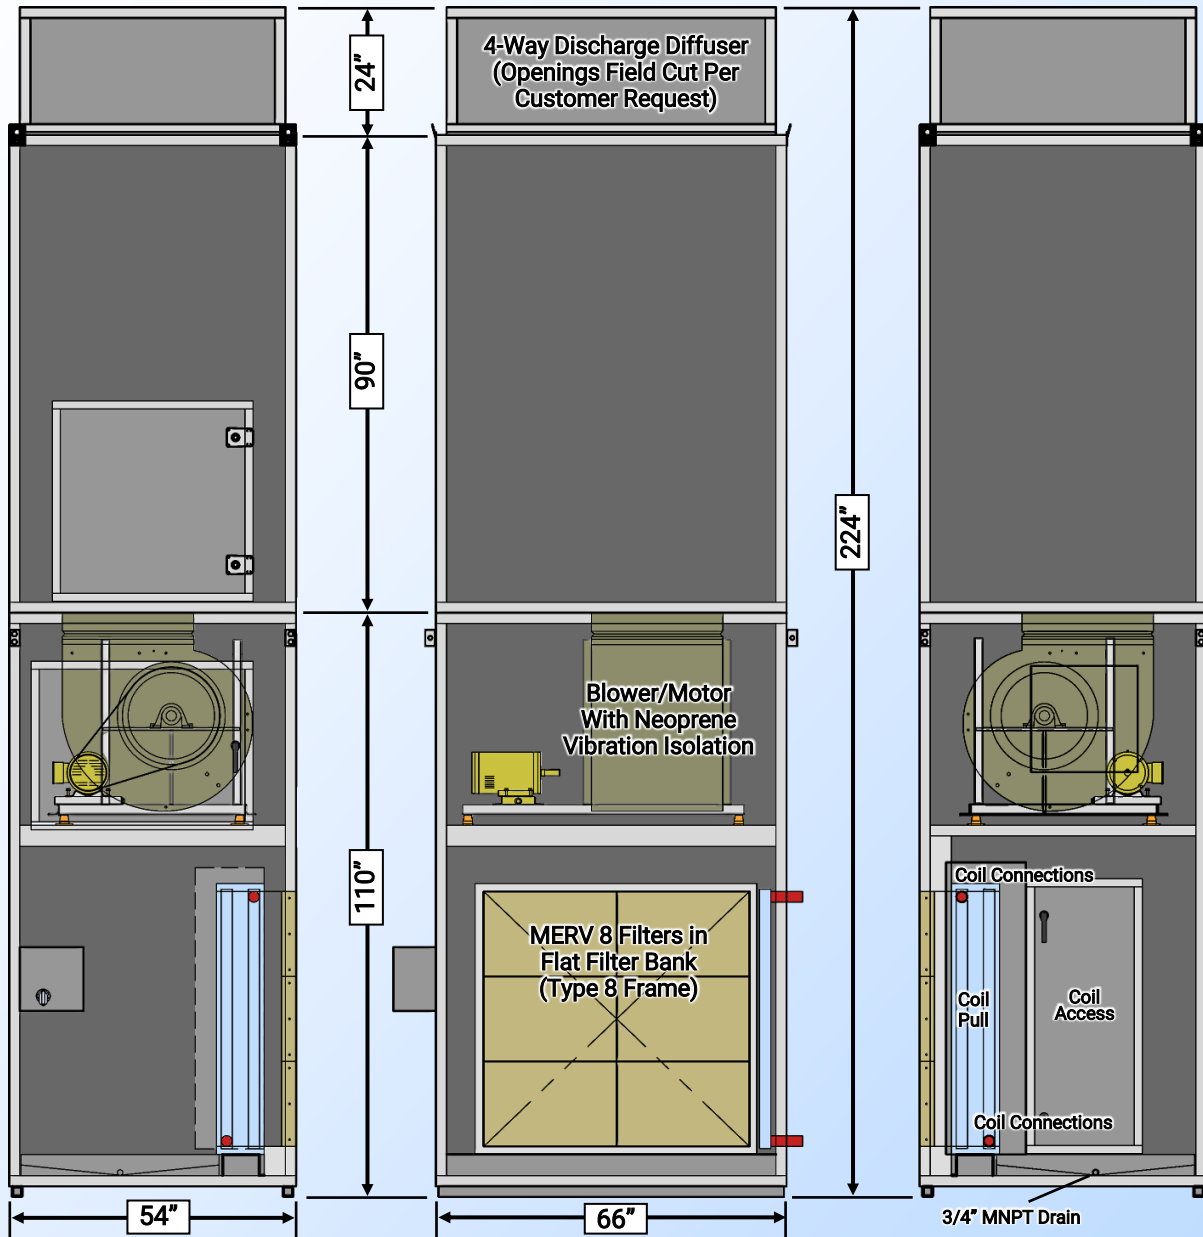 24”
4-Way Discharge Diffuser
(Openings Field Cut Per
Customer Request)
90”
224”
Blower/Motor
With Neoprene
Vibration Isolation
110”
MERV 8 Filters in
Flat Filter Bank
(Type 8 Frame)
Coil Connections
Coil
Pull
Coil
Access
Coil Connections
54”
66”
3/4” MNPT Drain